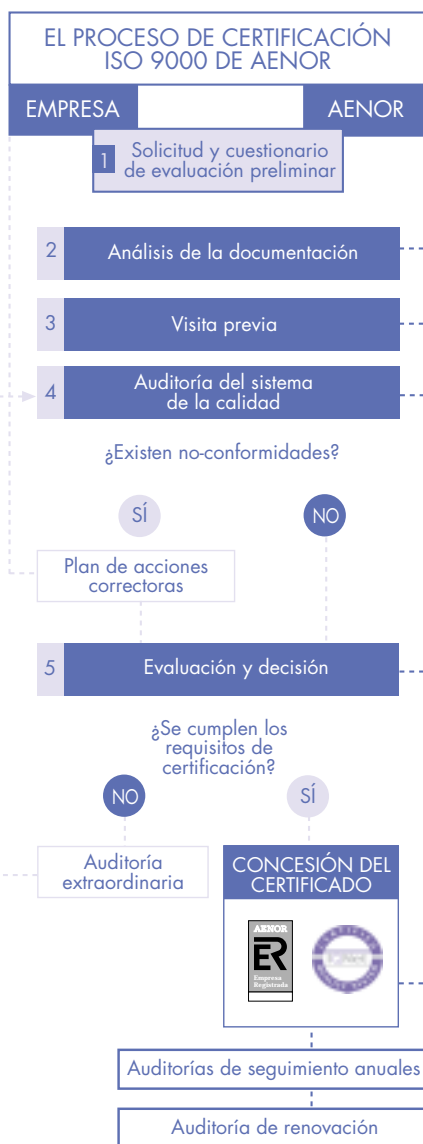 EL PROCESO DE CERTIFICACIÓN
ISO 9000 DE AENOR
EMPRESA
AENOR
1
Solicitud y cuestionario
de evaluación preliminar
2
Análisis de la documentación
3
Visita previa
4
Auditoría del sistema
de la calidad
¿Existen no-conformidades?
SÍ
NO
Plan de acciones
correctoras
5
Evaluación y decisión
¿Se cumplen los
requisitos de
certificación?
NO
SÍ
Auditoría
extraordinaria
CONCESIÓN DEL
CERTIFICADO
AENOR
ER
Empresa
Registrada
Auditorías de seguimiento anuales
Auditoría de renovación